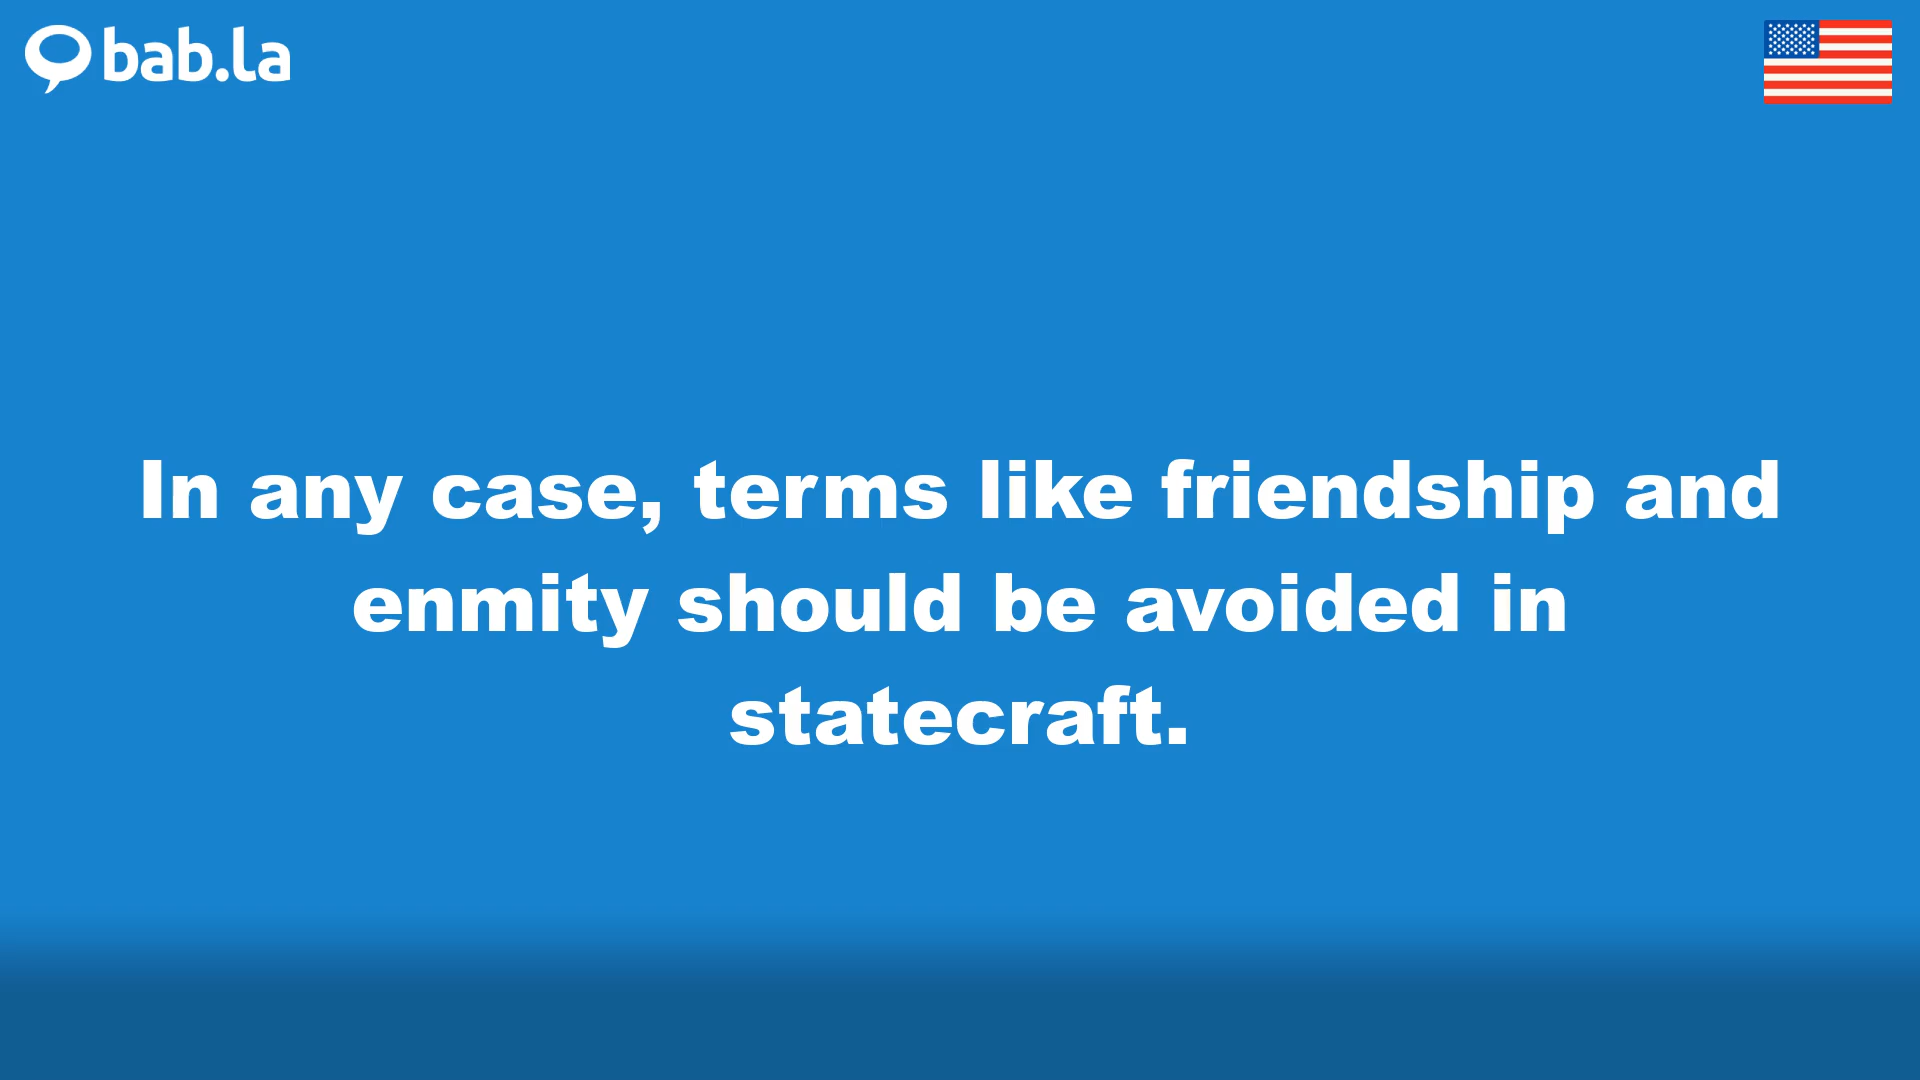 bab.la
In any case, terms like friendship and
enmity should be avoided in
statecraft.